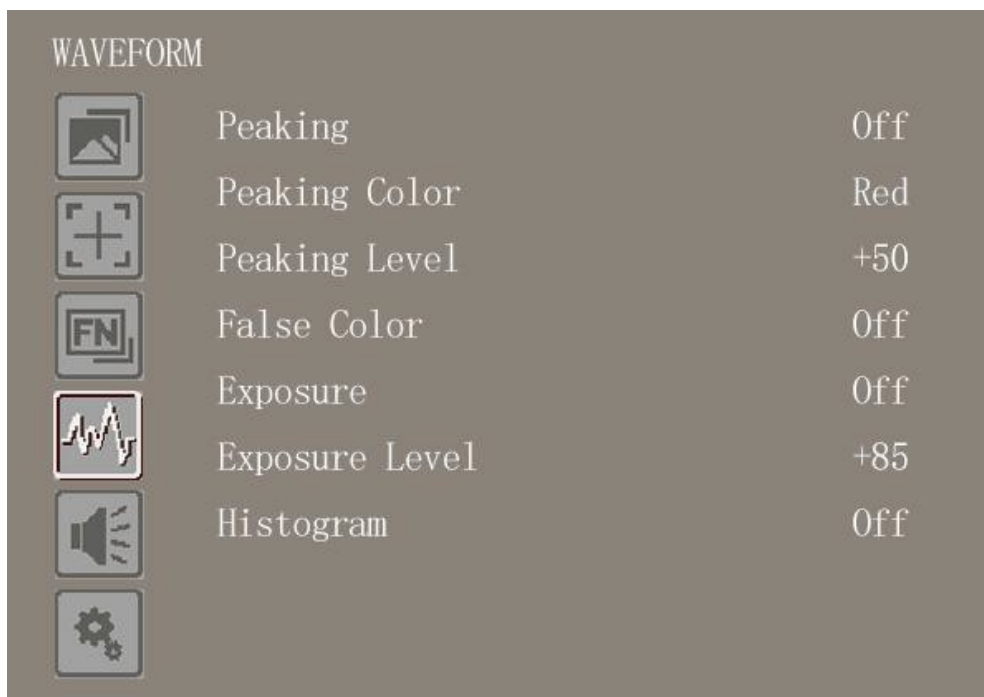 WAVEFORM
Peaking Off
Peaking Color Red
Peaking Level +50
FN
False Color Off
Exposure Off
Exposure Level +85
Histogram Off